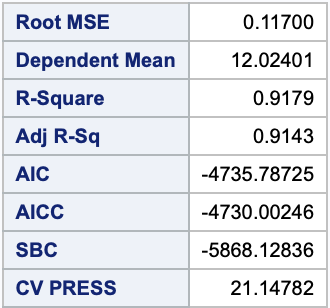 Root MSE 0.11700
Dependent Mean 12.02401
R-Square 0.9179
Adj R-Sq 0.9143
AIC -4735.78725
AICC -4730.00246
SBC -5868.12836
CV PRESS 21.14782